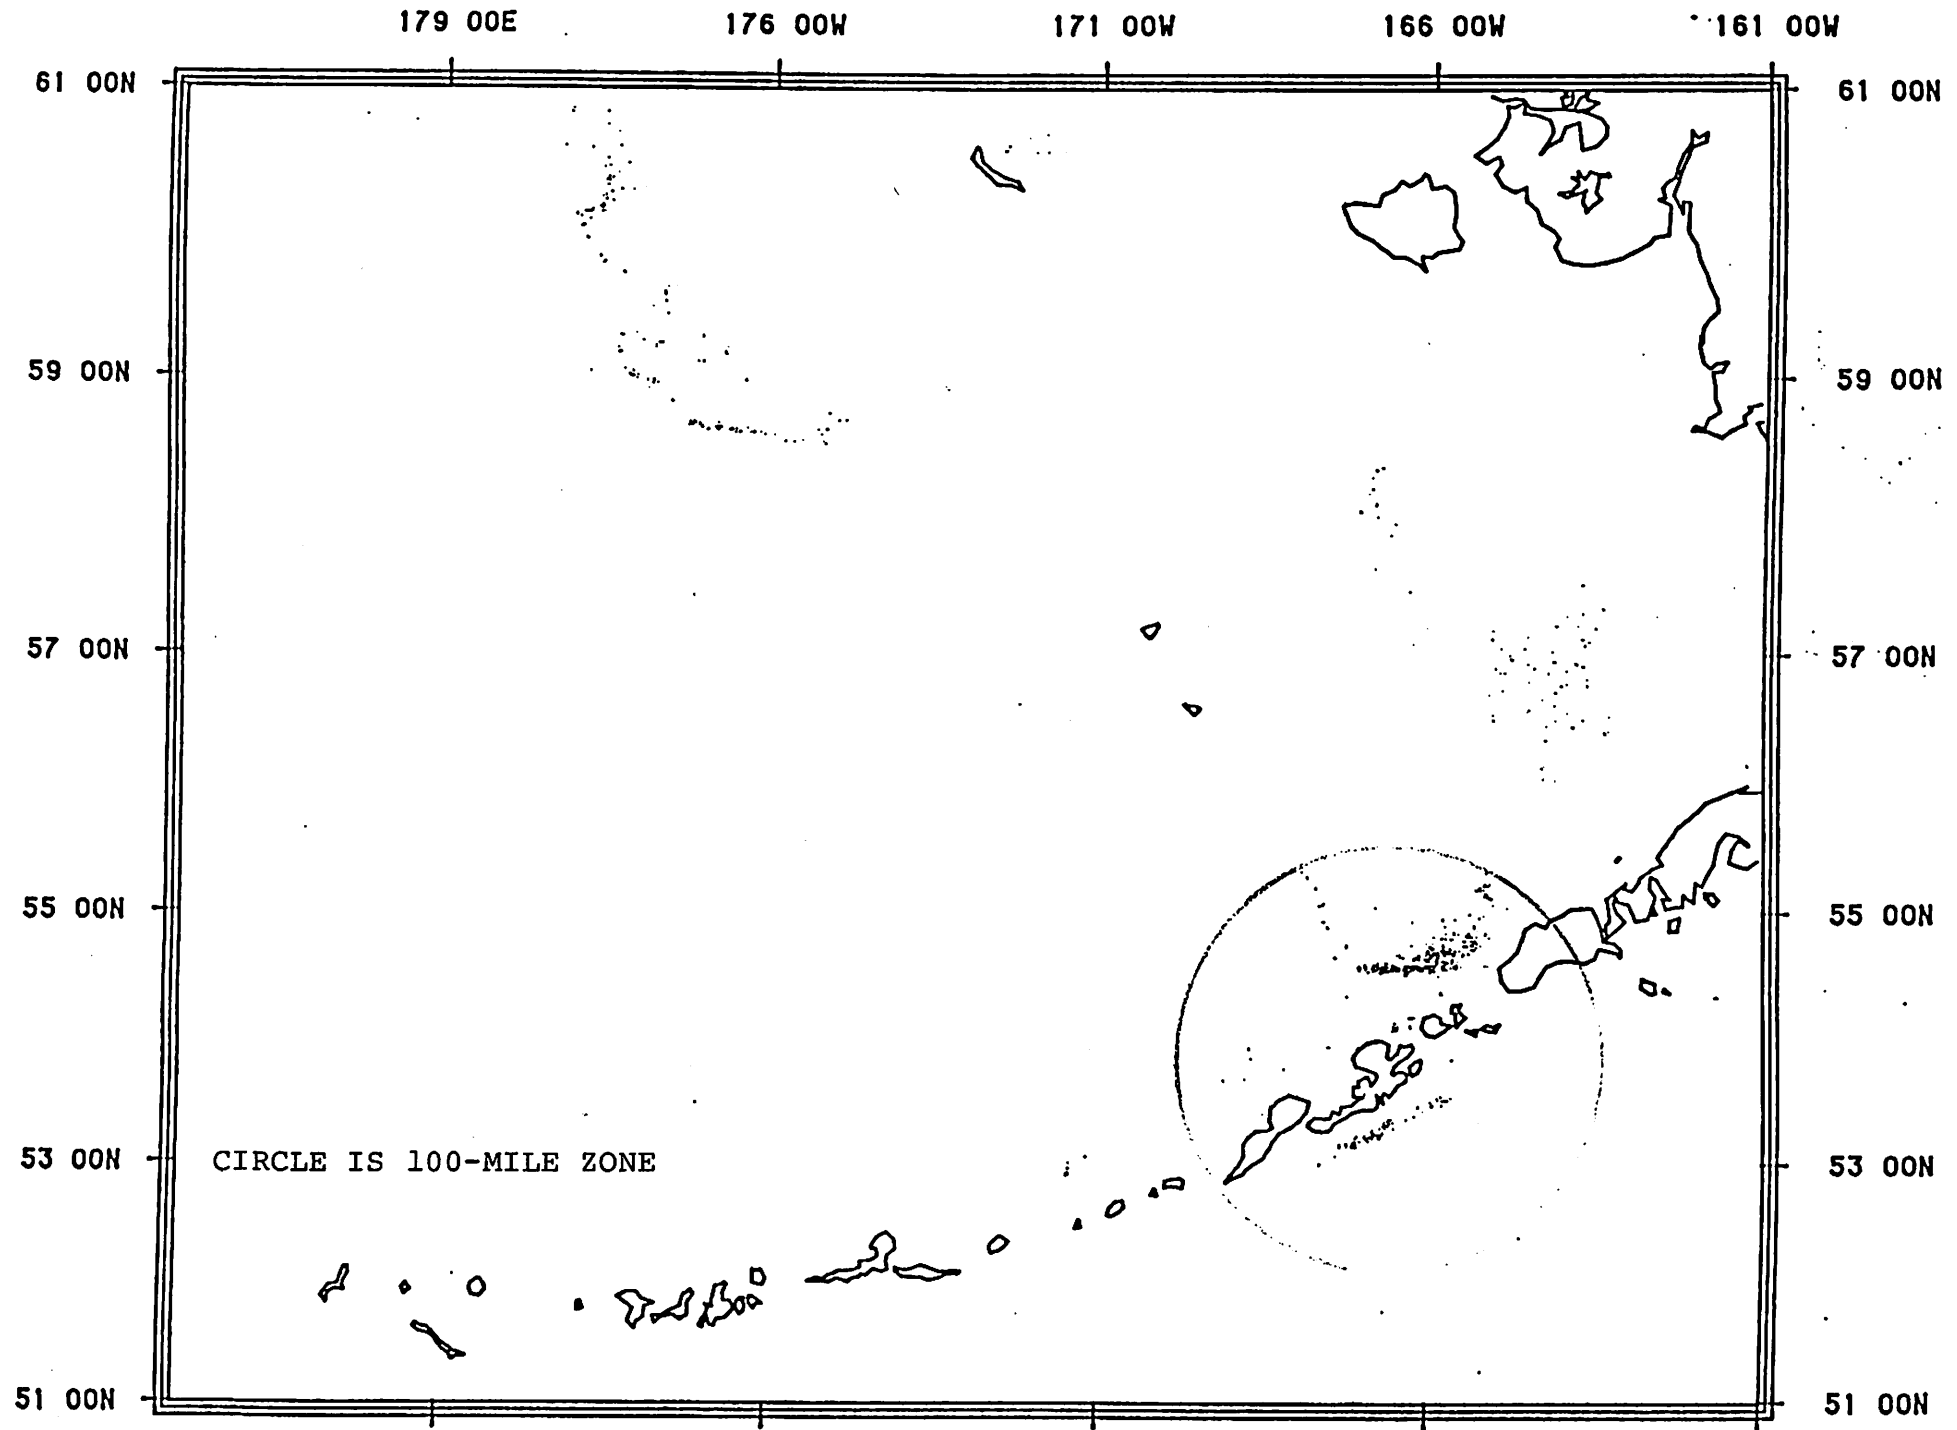 179 00E 176 00W 171 00W 166 00W 161 00W
61 00N 61 00N
59 00N 59 00N
57 00N 57 00N
55 00N 55 00N
53 00N CIRCLE IS 100-MILE ZONE 53 00N
51 00N 51 00N